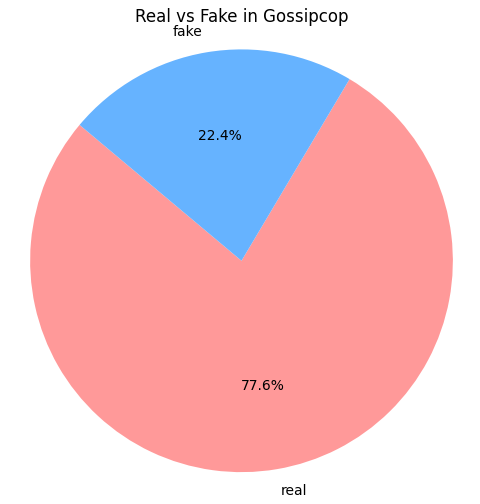 Real vs Fake in Gossipcop
fake
22.4%
77.6%
real